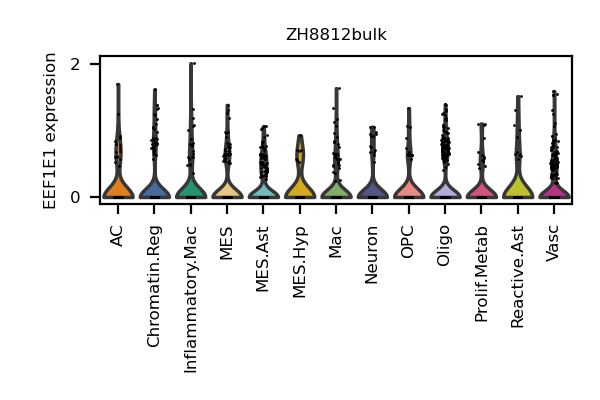 ZH8812bulk
EEF1E1 expression
2
0
AC
Chromatin.Reg
Inflammatory.Mac
MES
MES.Ast
MES.Hyp
Mac
Neuron
OPC
Oligo
Prolif.Metab
Reactive.Ast
Vasc